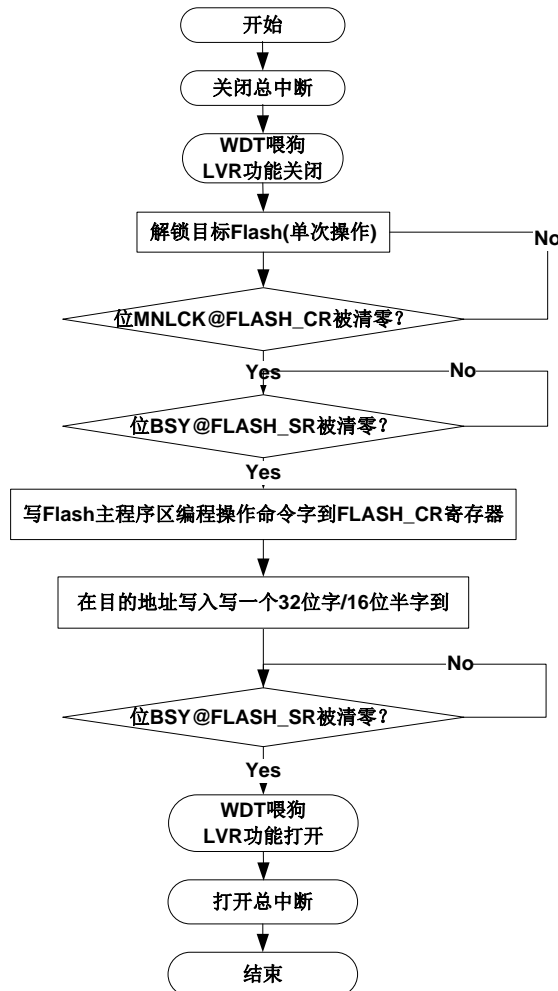 开始
关闭总中断
WDT喂狗
LVR功能关闭
解锁目标Flash(单次操作)
No
位MNLCK@FLASH_CR被清零?
Yes
No
位BSY@FLASH_SR被清零?
Yes
写Flash主程序区编程操作命令字到FLASH_CR寄存器
在目的地址写入写一个32位字/16位半字到
No
位BSY@FLASH_SR被清零?
Yes
WDT喂狗
LVR功能打开
打开总中断
结束